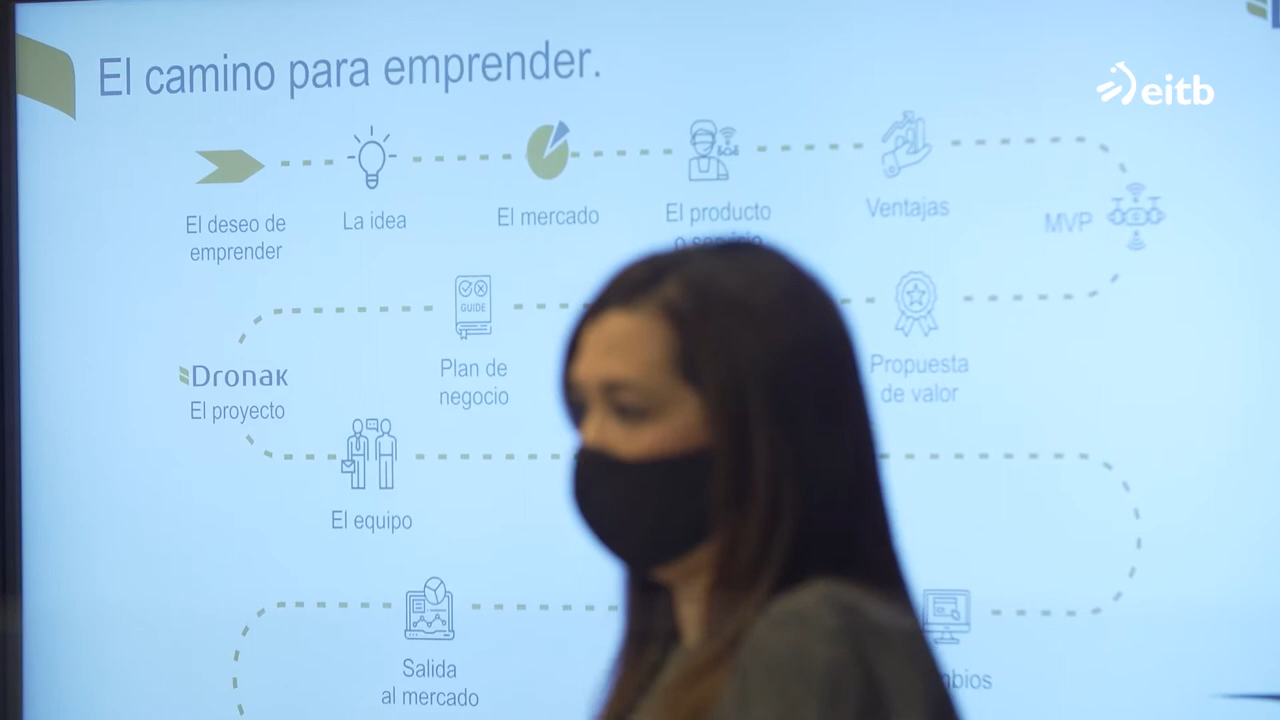 El camino para emprender.
eitb
El deseo de
emprender
La idea
El mercado
El producto
o servicio
Ventajas
MVP
GUIDE
Plan de
negocio
Propuesta
de valor
Dronak
El proyecto
El equipo
Salida
al mercado